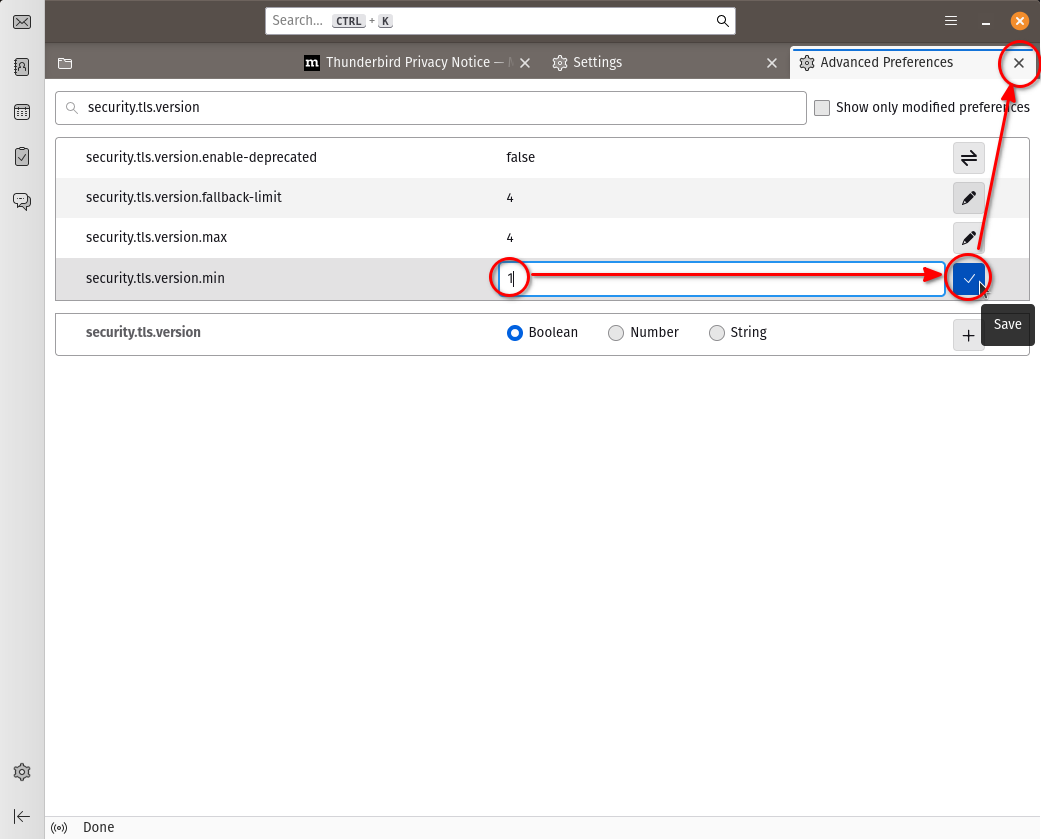 Search... CTRL + K
Thunderbird Privacy Notice — Settings Advanced Preferences
security.tls.version Show only modified preferences
security.tls.version.enable-deprecated false
security.tls.version.fallback-limit 4
security.tls.version.max 4
security.tls.version.min 1
Save
security.tls.version Boolean Number String
Done